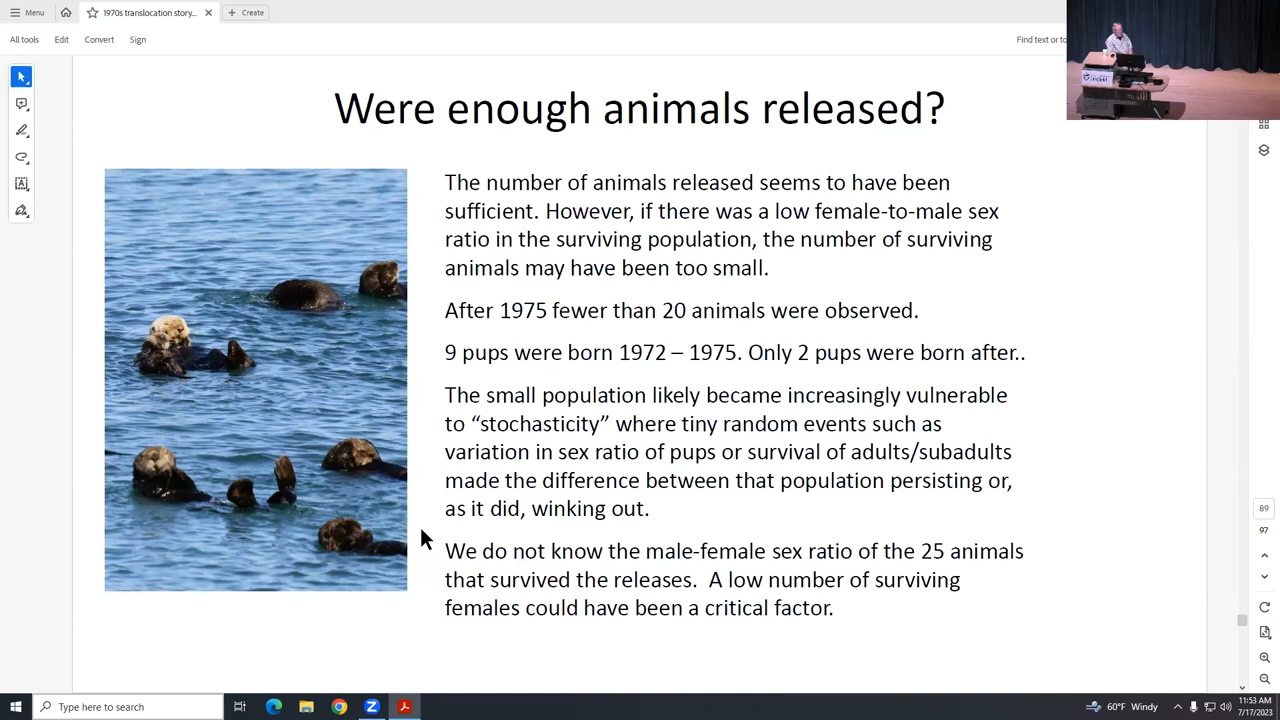 Menu
1970s translocation story...
Create
All tools
Edit
Convert
Sign
Find text or to
Were enough animals released?
The number of animals released seems to have been
sufficient. However, if there was a low female-to-male sex
ratio in the surviving population, the number of surviving
animals may have been too small.
After 1975 fewer than 20 animals were observed.
9 pups were born 1972 – 1975. Only 2 pups were born after..
The small population likely became increasingly vulnerable
to “stochasticity” where tiny random events such as
variation in sex ratio of pups or survival of adults/subadults
made the difference between that population persisting or,
as it did, winking out.
We do not know the male-female sex ratio of the 25 animals
that survived the releases.  A low number of surviving
females could have been a critical factor.
89
97
Type here to search
60°F Windy
11:53 AM
7/17/2023